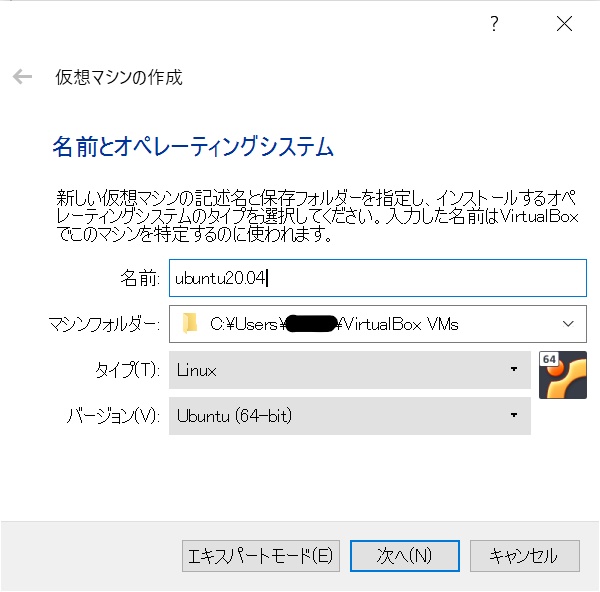 ?
仮想マシンの作成
名前とオペレーティングシステム
新しい仮想マシンの記述名と保存フォルダーを指定し、インストールするオペ
レーティングシステムのタイプを選択してください。入力した名前はVirtualBox
でこのマシンを特定するのに使われます。
名前: ubuntu20.04
マシンフォルダー: C:¥Users¥ ¥VirtualBox VMs
タイプ(T): Linux
64
バージョン(V): Ubuntu (64-bit)
エキスパートモード(E) 次へ(N) キャンセル